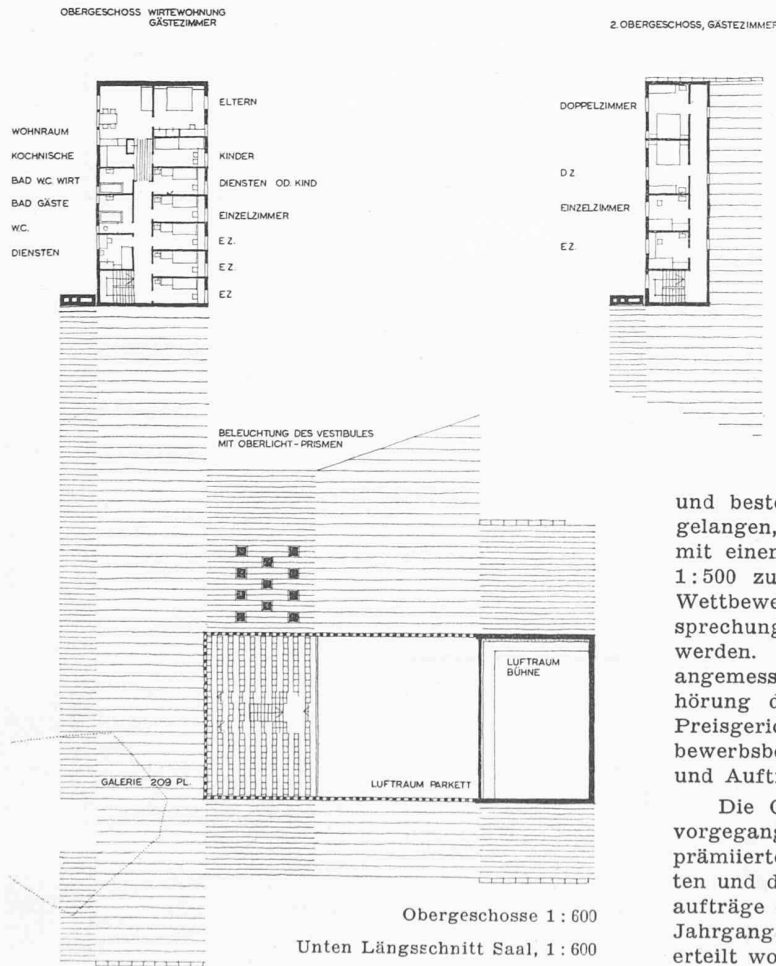 OBERGESCHOSS WIRTEWOHNUNG
GÄSTEZIMMER
2. OBERGESCHOSS, GÄSTEZIMMER
ELTERN
WOHNRAUM
KOCHNISCHE
KINDER
BAD W.C. WIRT
DIENSTEN OD. KIND
BAD GÄSTE
EINZELZIMMER
W.C.
E Z.
DIENSTEN
E Z.
EZ
DOPPELZIMMER
D Z
EINZELZIMMER
E Z.
BELEUCHTUNG DES VESTIBULES
MIT OBERLICHT-PRISMEN
LUFTRAUM
BÜHNE
GALERIE 209 PL.
LUFTRAUM PARKETT
Obergeschosse 1 : 600
Unten Längsschnitt Saal, 1 : 600
und beste
gelangen,
mit einer
1 : 500 zu
Wettbewe
sprechung
werden.
angemess
hörung d
Preisgeric
bewerbsbe
und Auft
Die G
vorgegang
prämiierte
ten und d
aufträge
Jahrgang
erteilt wo